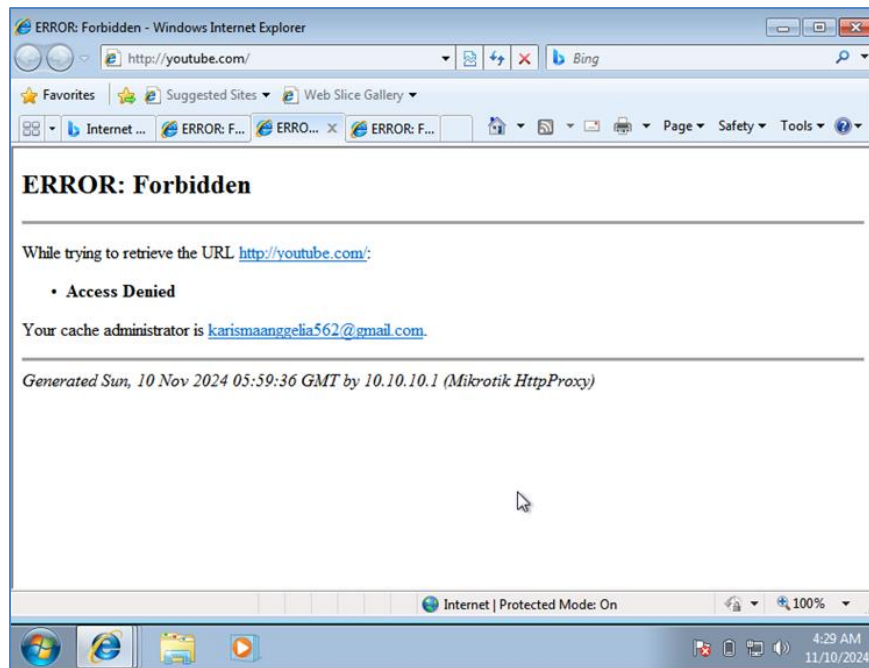 ERROR: Forbidden - Windows Internet Explorer
http://youtube.com/
Bing
Favorites
Suggested Sites
Web Slice Gallery
Internet ...
ERROR: F...
ERRO...
ERROR: F...
Page
Safety
Tools
ERROR: Forbidden
While trying to retrieve the URL http://youtube.com/:
• Access Denied
Your cache administrator is karismaanggelia562@gmail.com.
Generated Sun, 10 Nov 2024 05:59:36 GMT by 10.10.10.1 (Mikrotik HttpProxy)
Internet | Protected Mode: On
100%
4:29 AM
11/10/2024